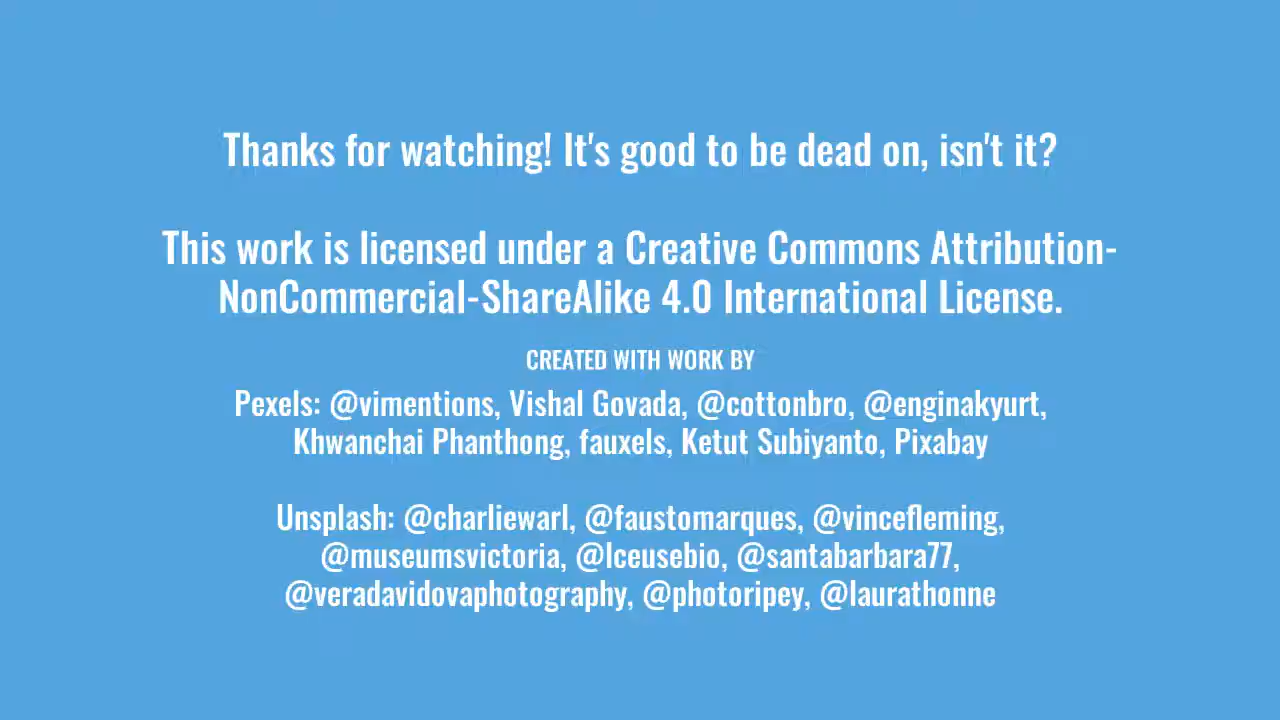 Thanks for watching! It's good to be dead on, isn't it?
This work is licensed under a Creative Commons Attribution-
NonCommercial-ShareAlike 4.0 International License.
CREATED WITH WORK BY
Pexels: @vimentions, Vishal Govada, @cottonbro, @enginakyurt,
Khwanchai Phanthong, fauxels, Ketut Subiyanto, Pixabay
Unsplash: @charliewarl, @faustomarques, @vincefleming,
@museumsvictoria, @lceusebio, @santabarbara77,
@veradavidovaphotography, @photoripey, @laurathonne